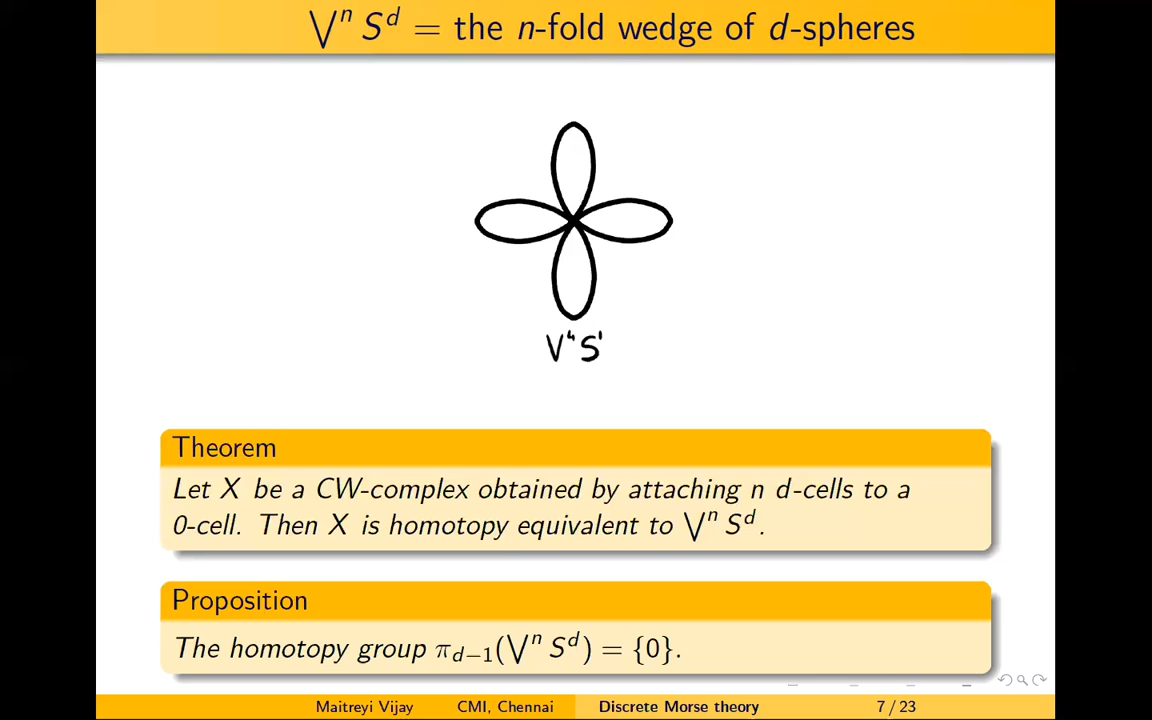 ⋁ⁿ Sᵈ = the n-fold wedge of d-spheres
V⁴S¹
Theorem
Let X be a CW-complex obtained by attaching n d-cells to a
0-cell. Then X is homotopy equivalent to ⋁ⁿ Sᵈ.
Proposition
The homotopy group π_{d−1}(⋁ⁿ Sᵈ) = {0}.
Maitreyi Vijay CMI, Chennai Discrete Morse theory 7 / 23